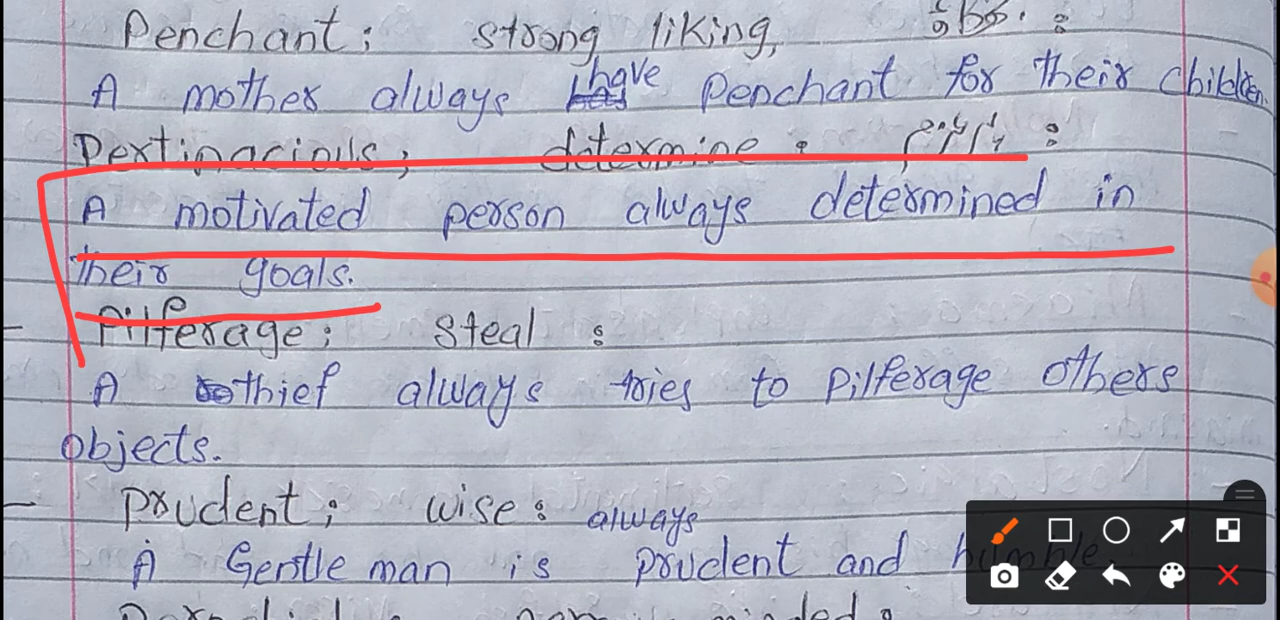 Penchant: strong liking,
A mother always have Penchant for their children
Pertinacious; determine :
A motivated person always determined in
their goals.
- Pilferage: steal :
A thief always tries to Pilferage others
objects.
- Prudent; wise: always
A Gentle man is prudent and humble.
minded: